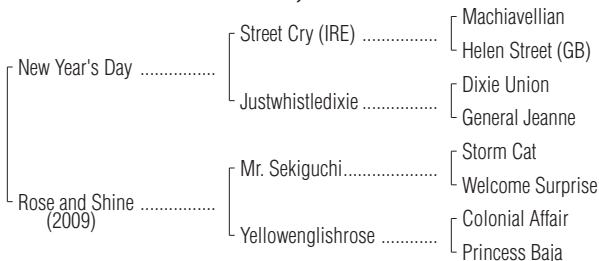 Machiavellian
Street Cry (IRE) ................
Helen Street (GB)
New Year's Day ................
Dixie Union
Justwhistledixie ................
General Jeanne
Storm Cat
Mr. Sekiguchi.....................
Welcome Surprise
Rose and Shine ................
(2009)
Colonial Affair
Yellowenglishrose ............
Princess Baja